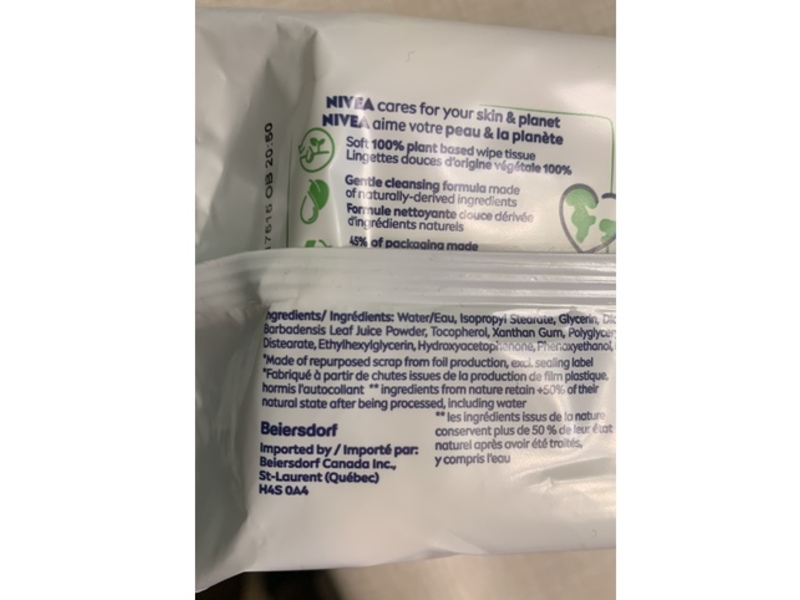 NIVEA cares for your skin & planet
NIVEA aime votre peau & la planète
Soft 100% plant based wipe tissue
Lingettes douces d'origine végétale 100%
Gentle cleansing formula made
of naturally-derived ingredients
Formule nettoyante douce dérivée
d'ingrédients naturels
45% of packaging made
20:50
ngredients/ Ingrédients: Water/Eau, Isopropyl Stearate, Glycerin,
Barbadensis Leaf Juice Powder, Tocopherol, Xanthan Gum, Polyglycer
Distearate, Ethylhexylglycerin, Hydroxyacetophenone, Phenoxyethanol,
*Made of repurposed scrap from foil production, excl. sealing label
*Fabriqué à partir de chutes issues de la production de film plastique,
hormis l'autocollant ** ingredients from nature retain +50% of their
natural state after being processed, including water
** les ingrédients issus de la nature
conservent plus de 50 % de leur état
naturel après avoir été traités,
y compris l'eau
Beiersdorf
Imported by / Importé par:
Beiersdorf Canada Inc.,
St-Laurent (Québec)
H4S 0A4